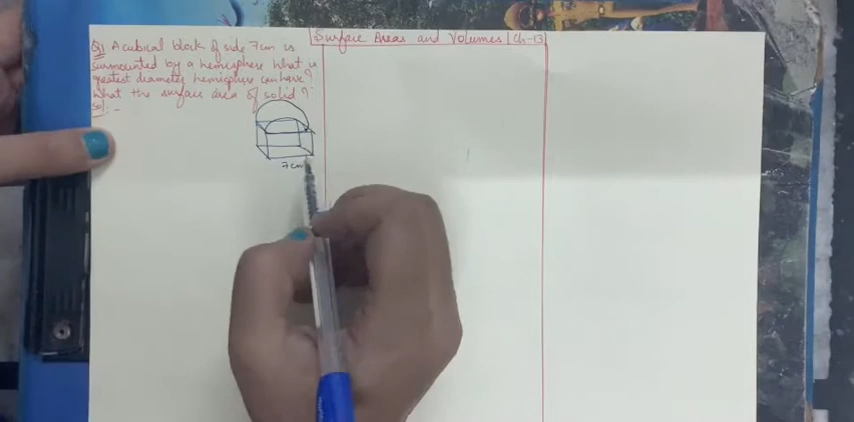 Surface Areas and Volumes | Ch-13
Q1 A cubical block of side 7cm is
surmounted by a hemisphere What is
greatest diameter hemisphere can have?
What the surface area of solid?
Sol: -
7cm